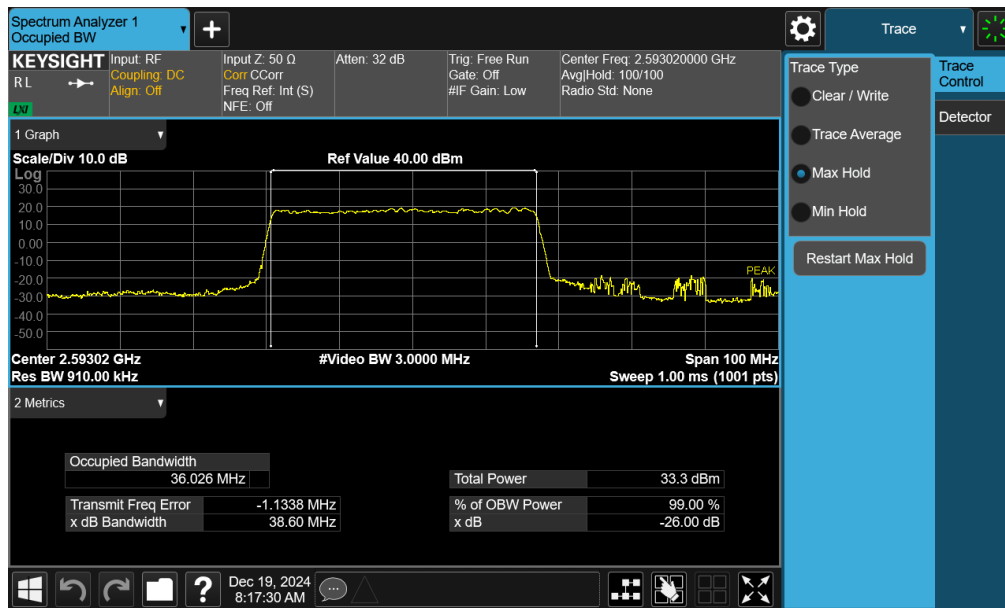 Spectrum Analyzer 1
Occupied BW
+
Trace
KEYSIGHT
R L
LXI
Input: RF
Coupling: DC
Align: Off
Input Z: 50 Ω
Corr CCorr
Freq Ref: Int (S)
NFE: Off
Atten: 32 dB
Trig: Free Run
Gate: Off
#IF Gain: Low
Center Freq: 2.593020000 GHz
Avg|Hold: 100/100
Radio Std: None
Trace Type
Clear / Write
Trace Average
Max Hold
Min Hold
Restart Max Hold
Trace
Control
Detector
1 Graph
Scale/Div 10.0 dB
Ref Value 40.00 dBm
Log
30.0
20.0
10.0
0.00
-10.0
-20.0
-30.0
-40.0
-50.0
PEAK
Center 2.59302 GHz
#Video BW 3.0000 MHz
Span 100 MHz
Res BW 910.00 kHz
Sweep 1.00 ms (1001 pts)
2 Metrics
Occupied Bandwidth
36.026 MHz
Total Power 33.3 dBm
Transmit Freq Error -1.1338 MHz
% of OBW Power 99.00 %
x dB Bandwidth 38.60 MHz
x dB -26.00 dB
?
Dec 19, 2024
8:17:30 AM